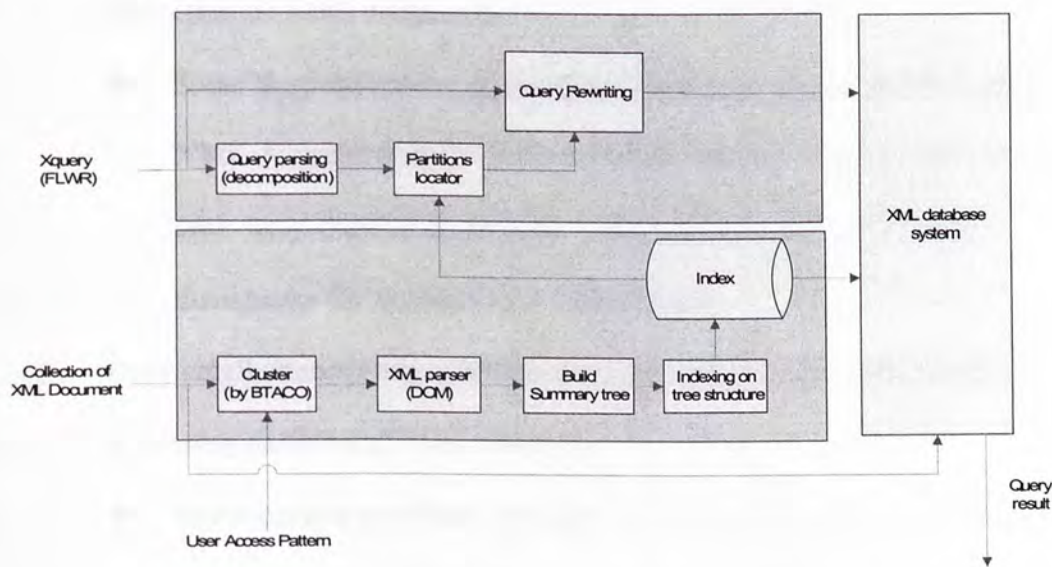 Query Rewriting
Xquery
(FLWR)
Query parsing
(decomposition)
Partitions
locator
XML database
system
Index
Collection of
XML Document
Cluster
(by BTACO)
XML parser
(DOM)
Build
Summary tree
Indexing on
tree structure
Query
result
User Access Pattern